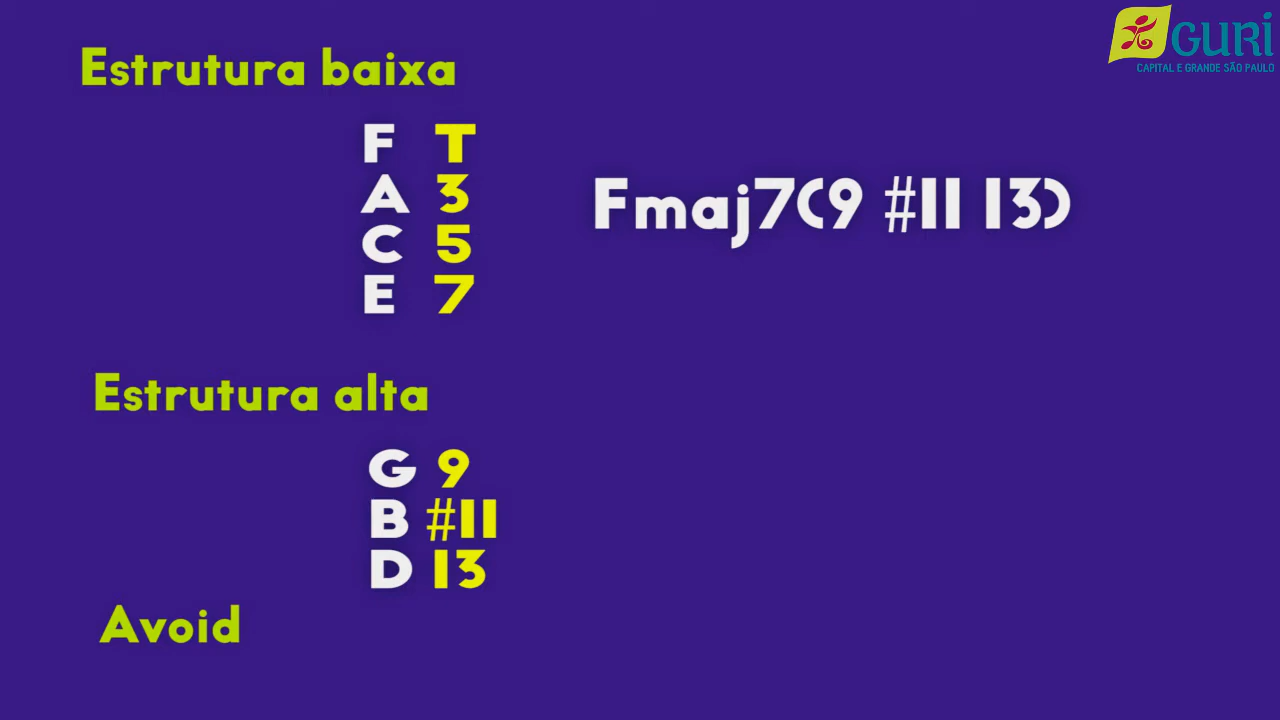 GURI
CAPITAL E GRANDE SÃO PAULO
Estrutura baixa
F T
A 3
C 5
E 7
Fmaj7(9 #11 13)
Estrutura alta
G 9
B #11
D 13
Avoid